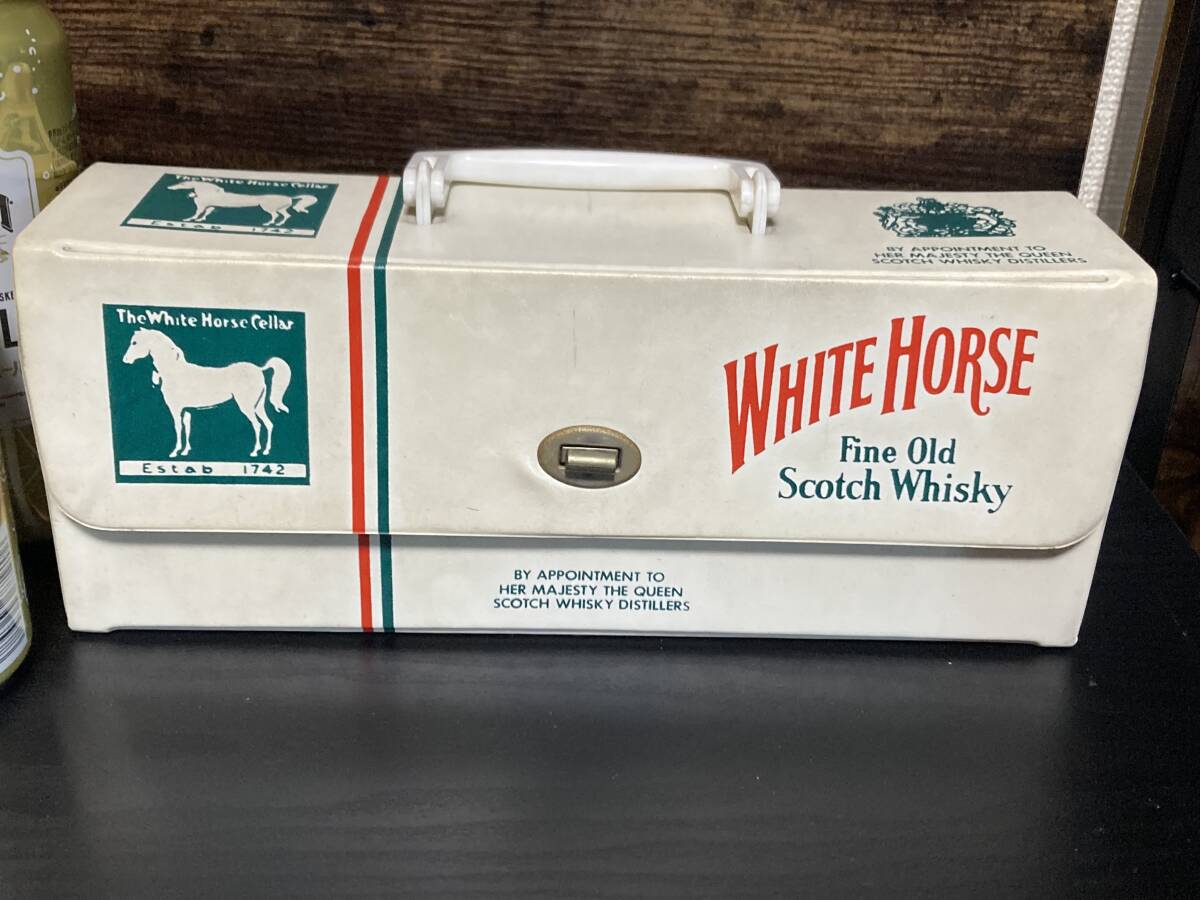 The White Horse Cellar
Estab 1742
BY APPOINTMENT TO
HER MAJESTY THE QUEEN
SCOTCH WHISKY DISTILLERS
The White Horse Cellar
Estab 1742
WHITE HORSE
Fine Old
Scotch Whisky
BY APPOINTMENT TO
HER MAJESTY THE QUEEN
SCOTCH WHISKY DISTILLERS